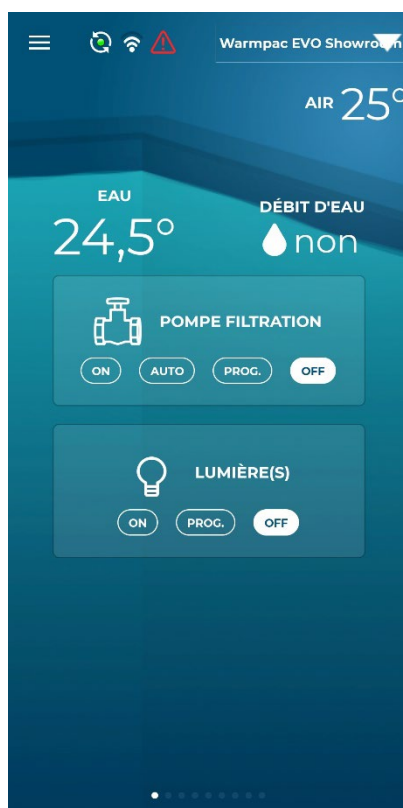 Warmpac EVO Showroom
AIR 25°
EAU
24,5°
DÉBIT D'EAU
non
POMPE FILTRATION
ON AUTO PROG. OFF
LUMIÈRE(S)
ON PROG. OFF